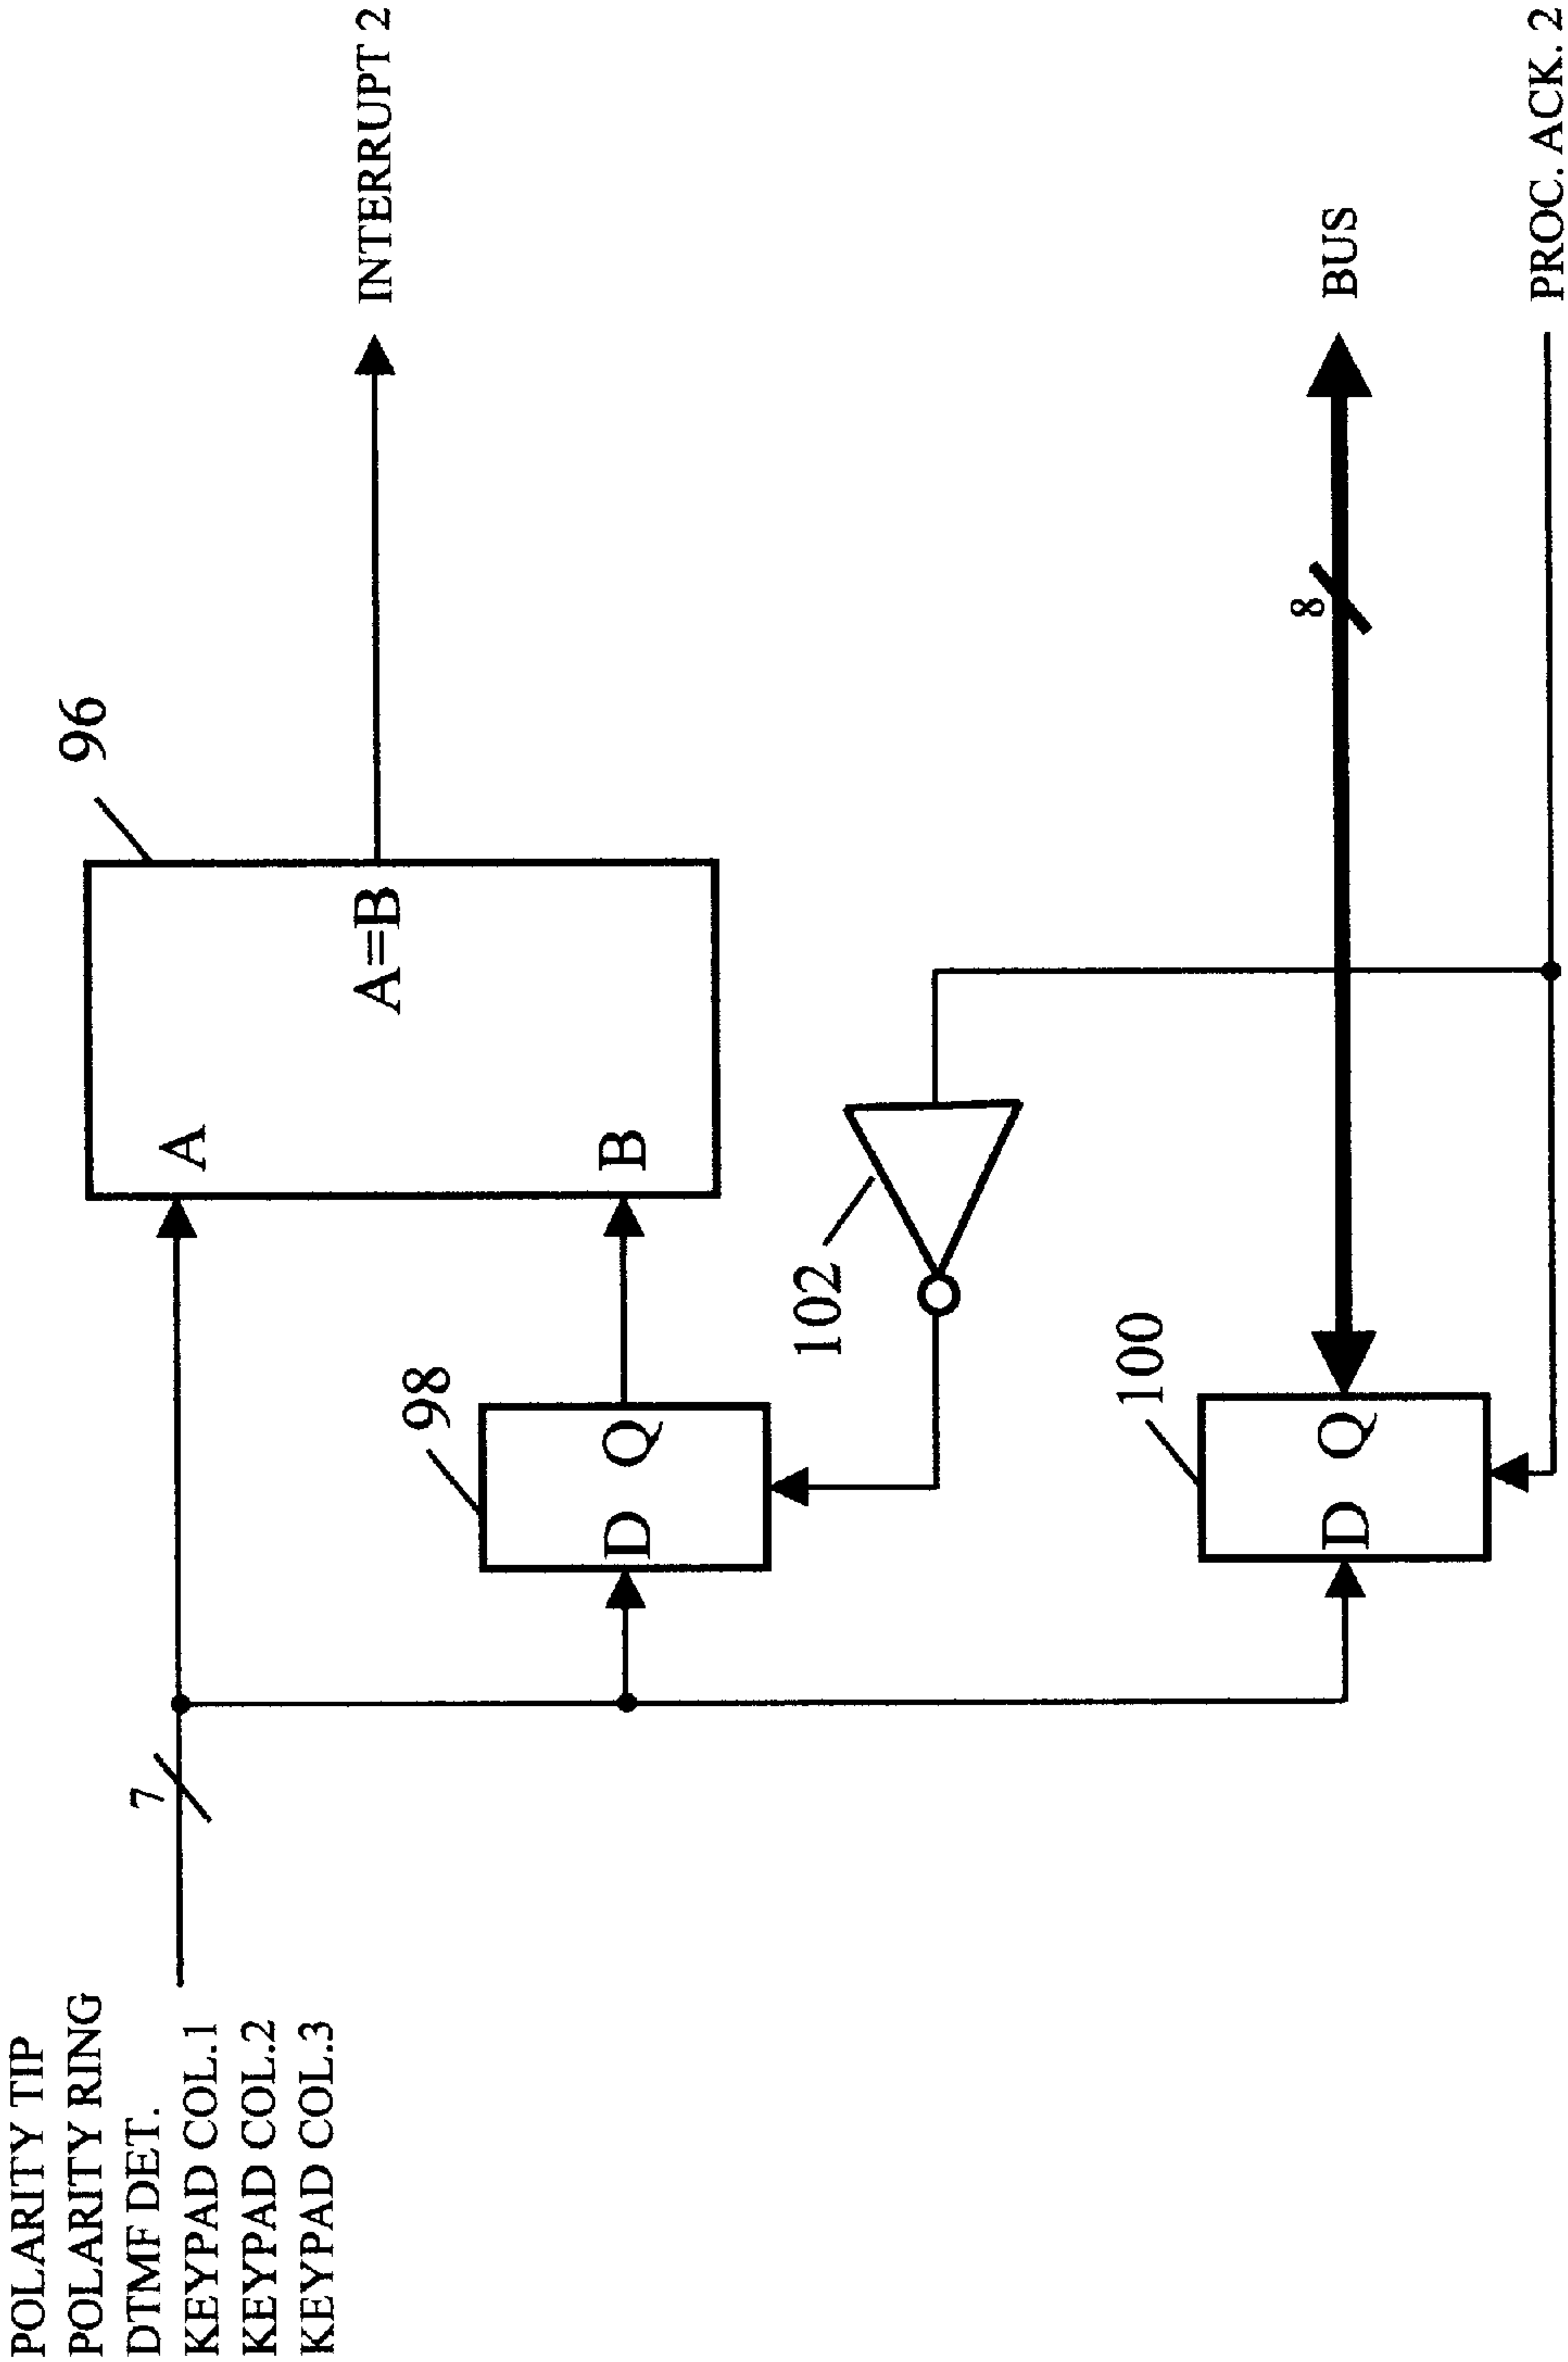 POLARITY TIP
POLARITY RING
DTMF DET.
KEYPAD COL.1
KEYPAD COL.2
KEYPAD COL.3
7
96
A
A=B
B
INTERRUPT 2
98
D Q
102
8
BUS
100
D Q
PROC. ACK. 2